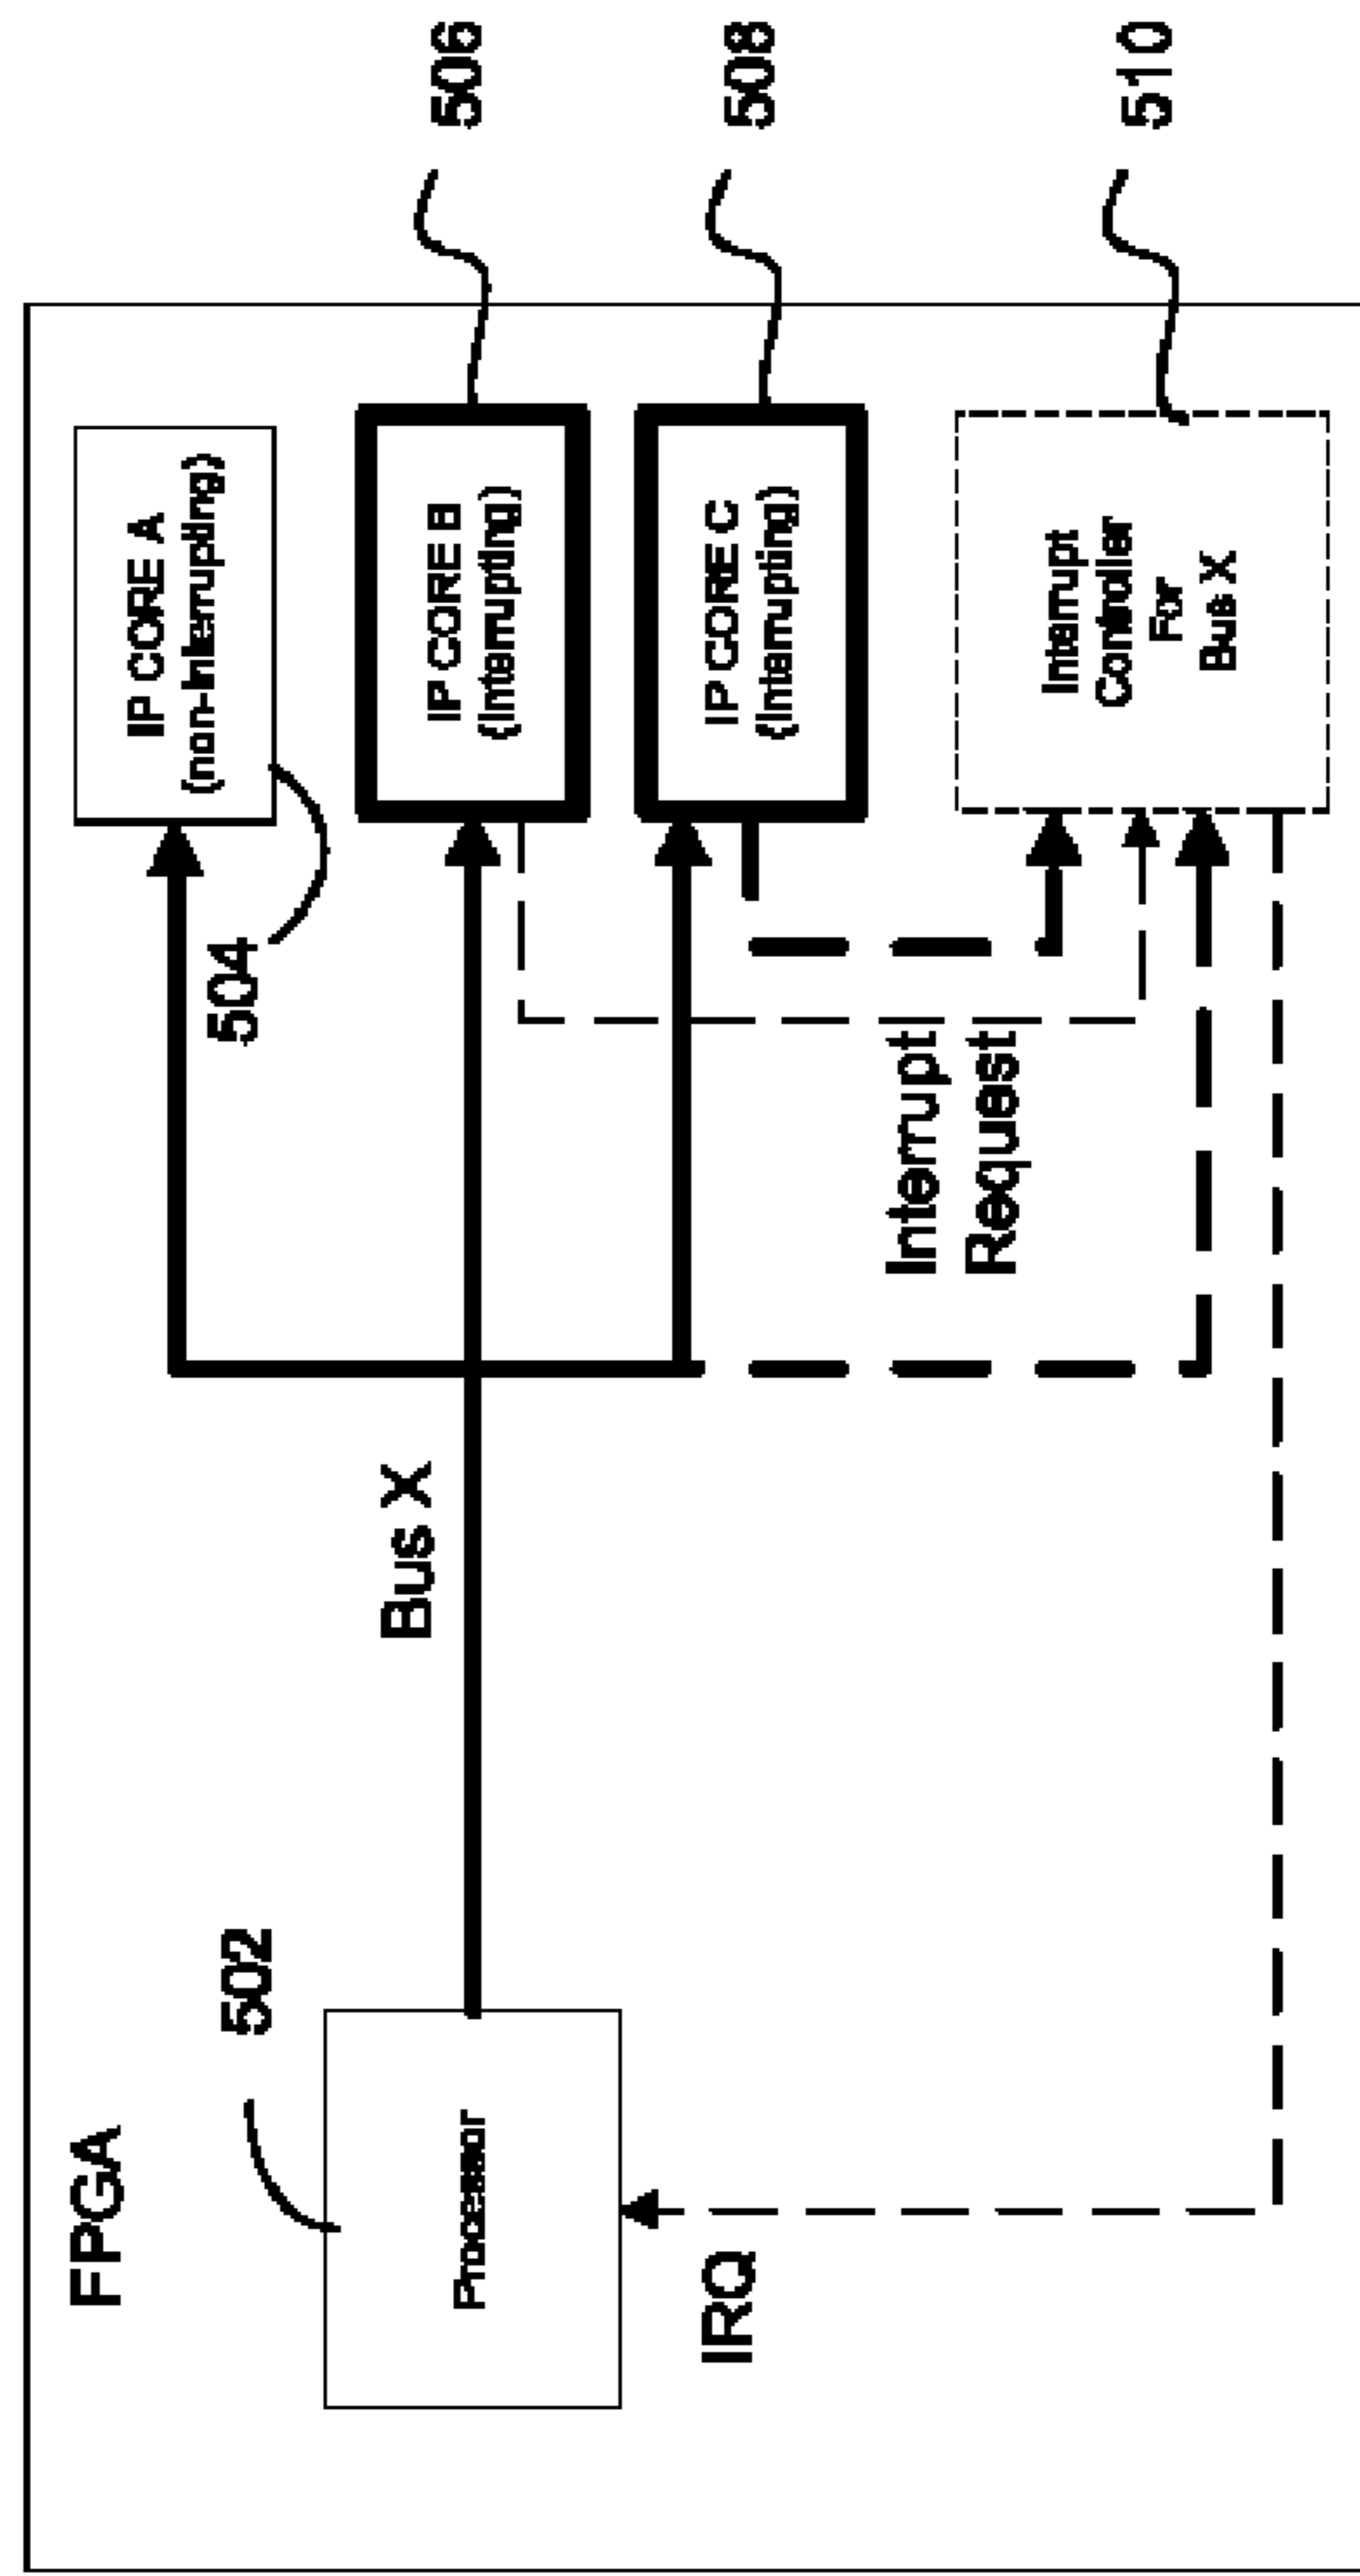 FPGA
502
Processor
IRQ
Bus X
504
Interrupt
Request
IP CORE A
(non-Interrupting)
IP CORE B
(Interrupting)
IP CORE C
(Interrupting)
Interrupt
Controller
For
Bus X
506
508
510